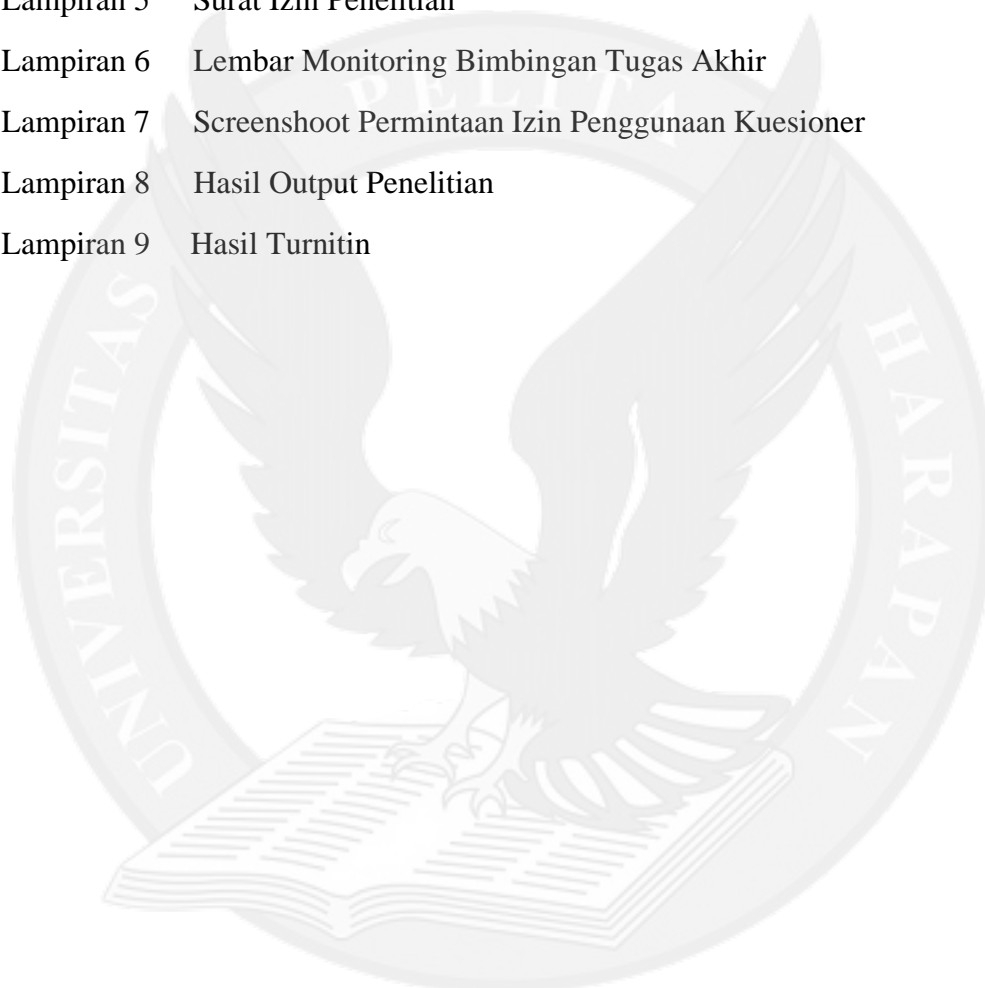 Lampiran 5 Surat Izin Penelitian
Lampiran 6 Lembar Monitoring Bimbingan Tugas Akhir
Lampiran 7 Screenshoot Permintaan Izin Penggunaan Kuesioner
Lampiran 8 Hasil Output Penelitian
Lampiran 9 Hasil Turnitin
UNIVERSITAS PELITA HARAPAN